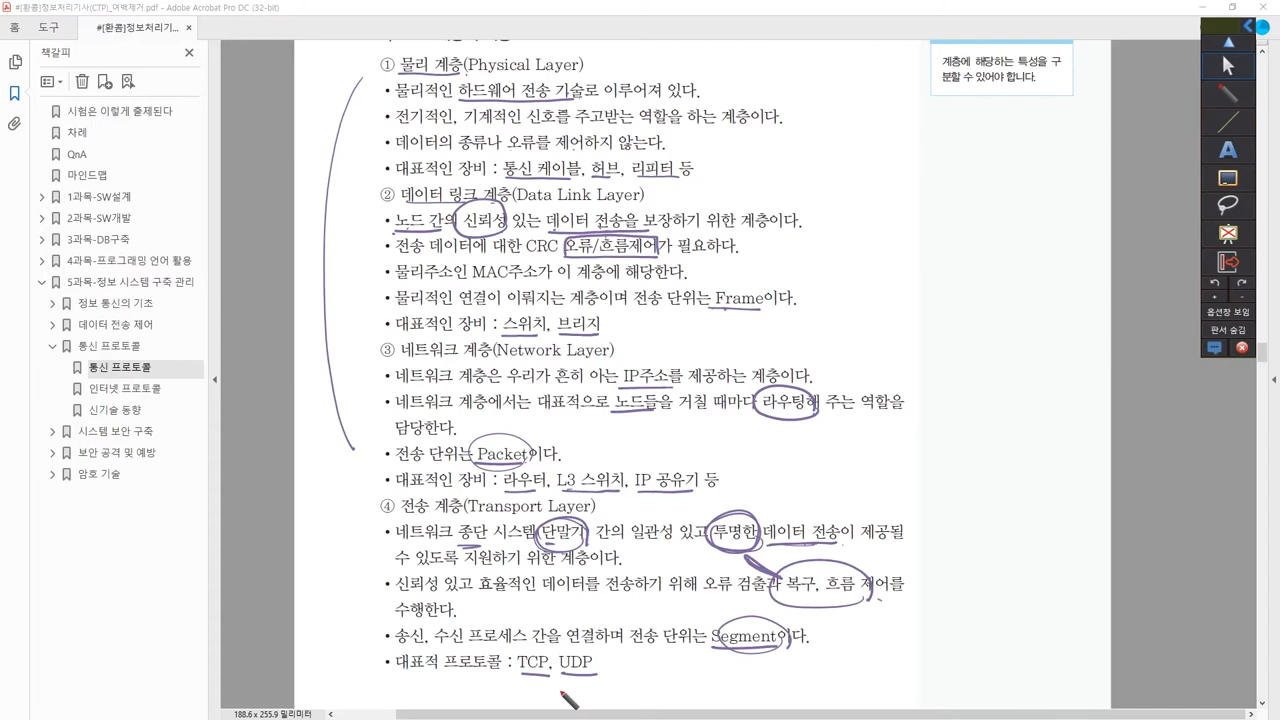 #[환콩]정보처리기사(CTP)_여백제거.pdf - Adobe Acrobat Pro DC (32-bit)
홈 도구 #[환콩]정보처리기... ×
책갈피
시험은 이렇게 출제된다
차례
QnA
마인드맵
1과목-SW설계
2과목-SW개발
3과목-DB구축
4과목-프로그래밍 언어 활용
5과목-정보 시스템 구축 관리
정보 통신의 기초
데이터 전송 제어
통신 프로토콜
통신 프로토콜
인터넷 프로토콜
신기술 동향
시스템 보안 구축
보안 공격 및 예방
암호 기술
① 물리 계층(Physical Layer)
• 물리적인 하드웨어 전송 기술로 이루어져 있다.
• 전기적인, 기계적인 신호를 주고받는 역할을 하는 계층이다.
• 데이터의 종류나 오류를 제어하지 않는다.
• 대표적인 장비 : 통신 케이블, 허브, 리피터 등
② 데이터 링크 계층(Data Link Layer)
• 노드 간의 신뢰성 있는 데이터 전송을 보장하기 위한 계층이다.
• 전송 데이터에 대한 CRC 오류/흐름제어가 필요하다.
• 물리주소인 MAC주소가 이 계층에 해당한다.
• 물리적인 연결이 이뤄지는 계층이며 전송 단위는 Frame이다.
• 대표적인 장비 : 스위치, 브리지
③ 네트워크 계층(Network Layer)
• 네트워크 계층은 우리가 흔히 아는 IP주소를 제공하는 계층이다.
• 네트워크 계층에서는 대표적으로 노드들을 거칠 때마다 라우팅해 주는 역할을
담당한다.
• 전송 단위는 Packet이다.
• 대표적인 장비 : 라우터, L3 스위치, IP 공유기 등
④ 전송 계층(Transport Layer)
• 네트워크 종단 시스템 단말기 간의 일관성 있고 투명한 데이터 전송이 제공될
수 있도록 지원하기 위한 계층이다.
• 신뢰성 있고 효율적인 데이터를 전송하기 위해 오류 검출과 복구, 흐름 제어를
수행한다.
• 송신, 수신 프로세스 간을 연결하며 전송 단위는 Segment이다.
• 대표적 프로토콜 : TCP, UDP
계층에 해당하는 특성을 구
분할 수 있어야 합니다.
A
옵션창 보임
판서 숨김
188.6 x 255.9 밀리미터